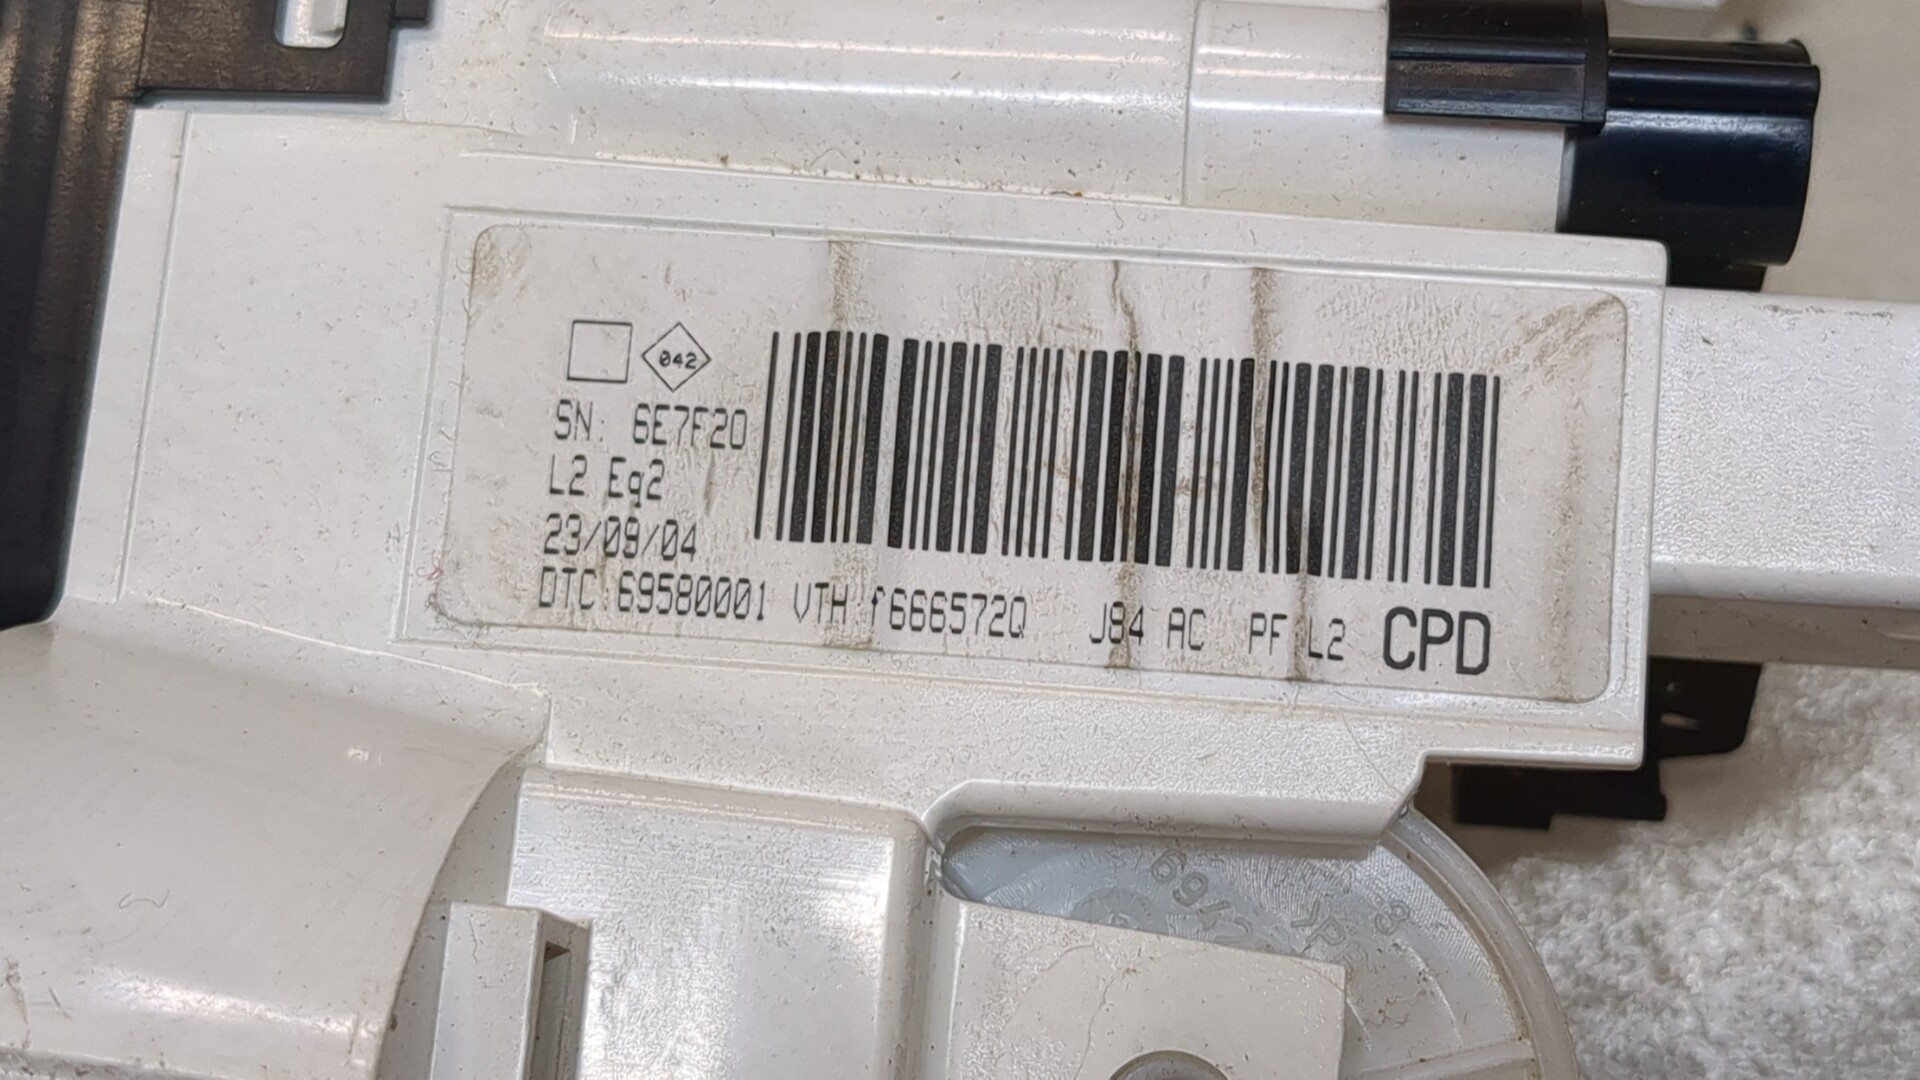 042
SN: 6E7F20
L2 Eq2
23/09/04
DTC:69580001 VTH f666572Q J84 AC PF L2 CPD